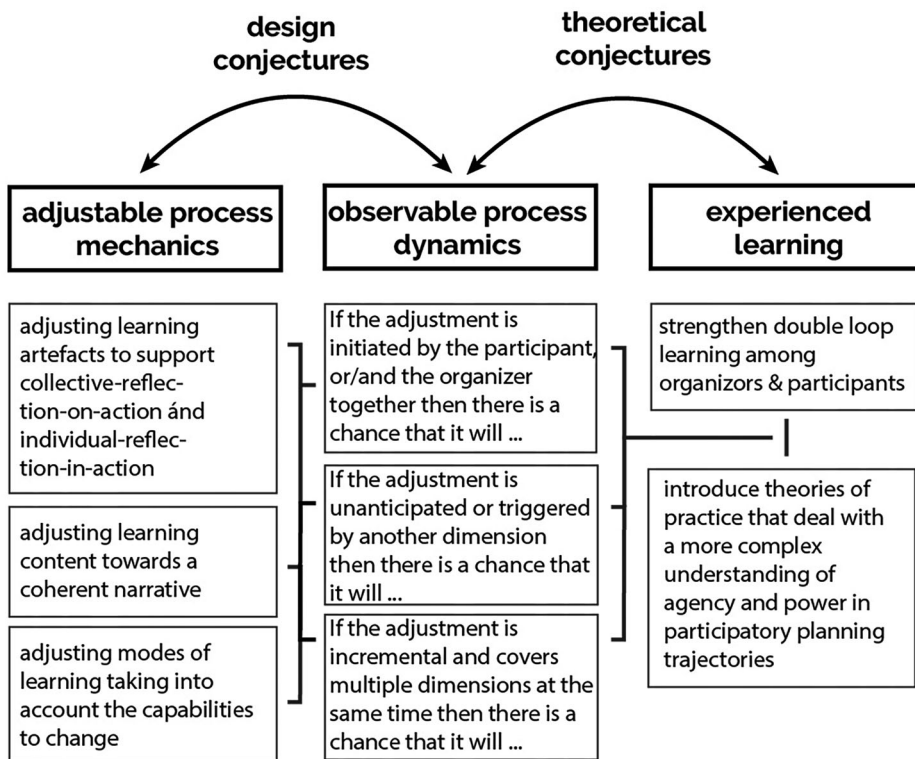 design
conjectures
theoretical
conjectures
adjustable process
mechanics
observable process
dynamics
experienced
learning
adjusting learning
artefacts to support
collective-reflec-
tion-on-action ánd
individual-reflec-
tion-in-action
adjusting learning
content towards a
coherent narrative
adjusting modes of
learning taking into
account the capabilities
to change
If the adjustment is
initiated by the participant,
or/and the organizer
together then there is a
chance that it will ...
If the adjustment is
unanticipated or triggered
by another dimension
then there is a chance that
it will ...
If the adjustment is
incremental and covers
multiple dimensions at the
same time then there is a
chance that it will ...
strengthen double loop
learning among
organizors & participants
introduce theories of
practice that deal with
a more complex
understanding of
agency and power in
participatory planning
trajectories